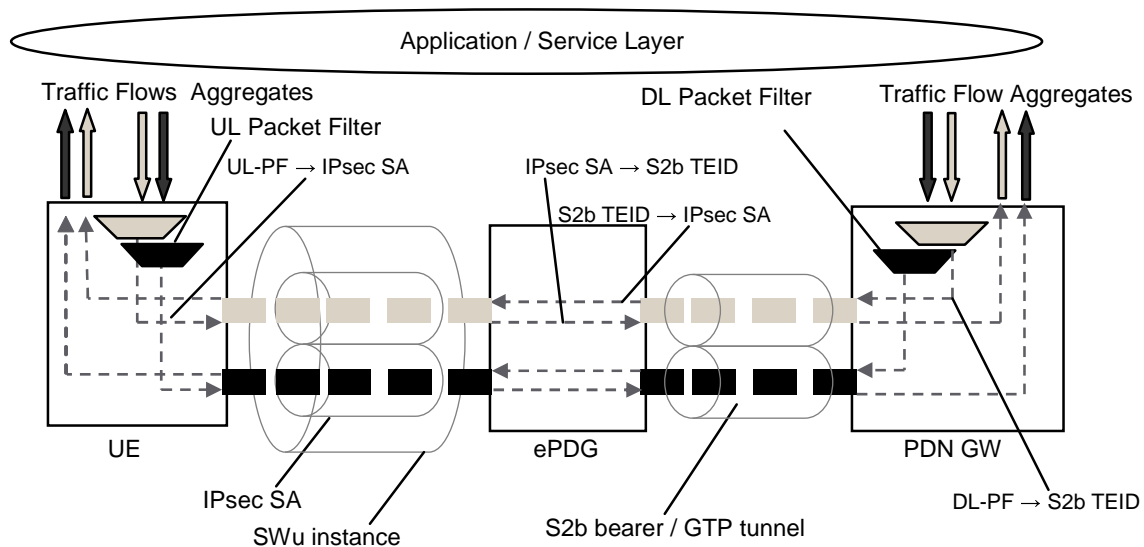 Application / Service Layer
Traffic Flows Aggregates
UL Packet Filter
UL-PF → IPsec SA
IPsec SA → S2b TEID
S2b TEID → IPsec SA
DL Packet Filter
Traffic Flow Aggregates
UE
ePDG
PDN GW
IPsec SA
SWu instance
S2b bearer / GTP tunnel
DL-PF → S2b TEID